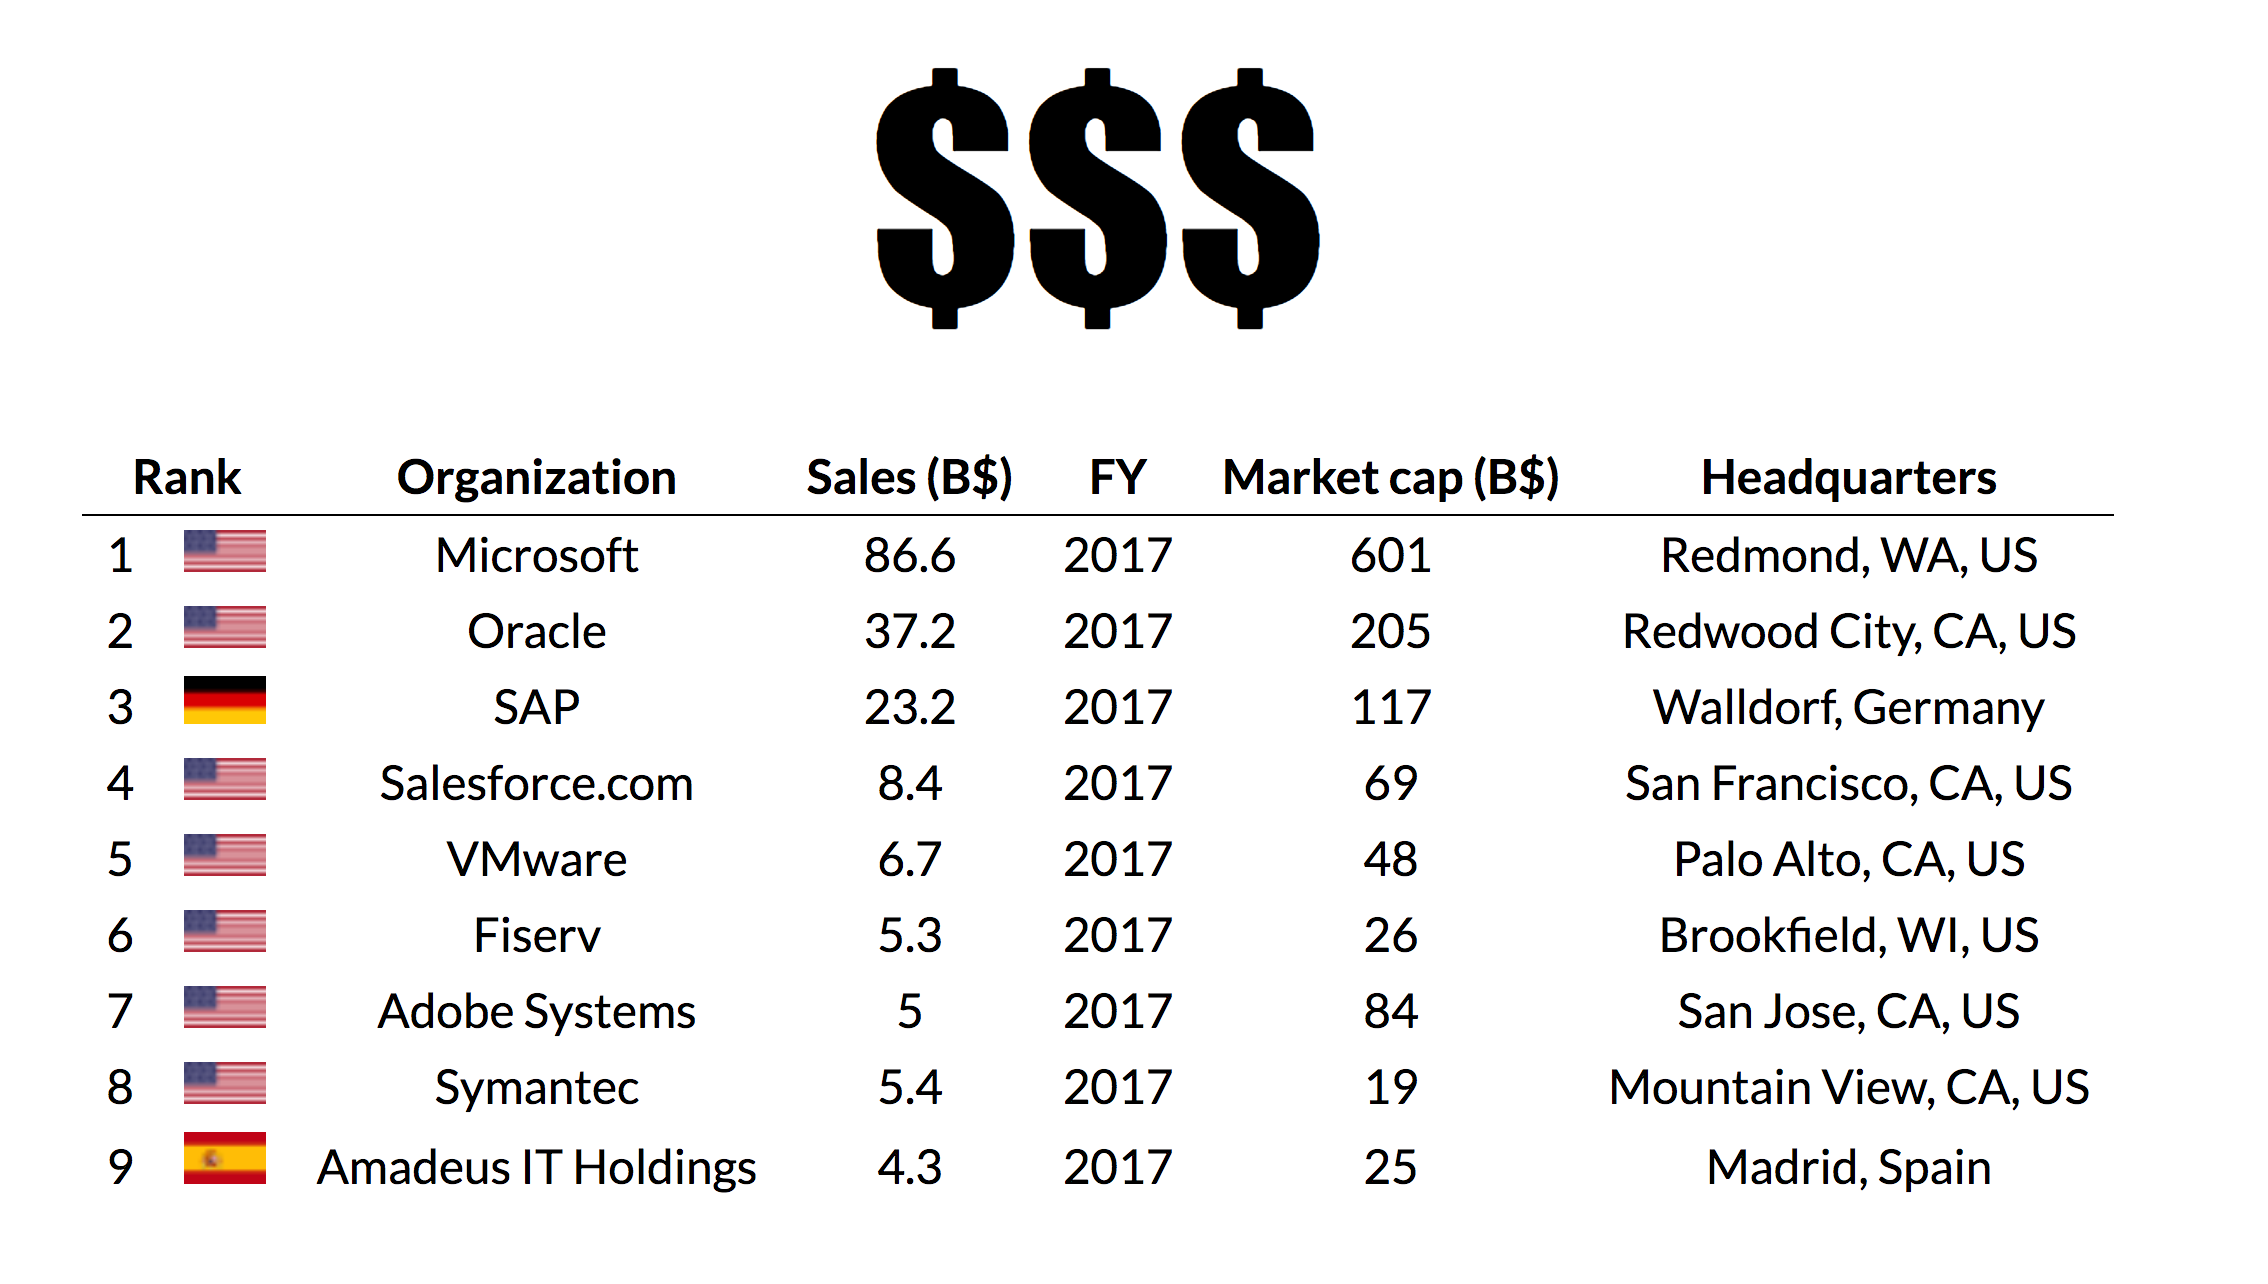 $$$
Rank Organization Sales (B$) FY Market cap (B$) Headquarters
1 Microsoft 86.6 2017 601 Redmond, WA, US
2 Oracle 37.2 2017 205 Redwood City, CA, US
3 SAP 23.2 2017 117 Walldorf, Germany
4 Salesforce.com 8.4 2017 69 San Francisco, CA, US
5 VMware 6.7 2017 48 Palo Alto, CA, US
6 Fiserv 5.3 2017 26 Brookfield, WI, US
7 Adobe Systems 5 2017 84 San Jose, CA, US
8 Symantec 5.4 2017 19 Mountain View, CA, US
9 Amadeus IT Holdings 4.3 2017 25 Madrid, Spain